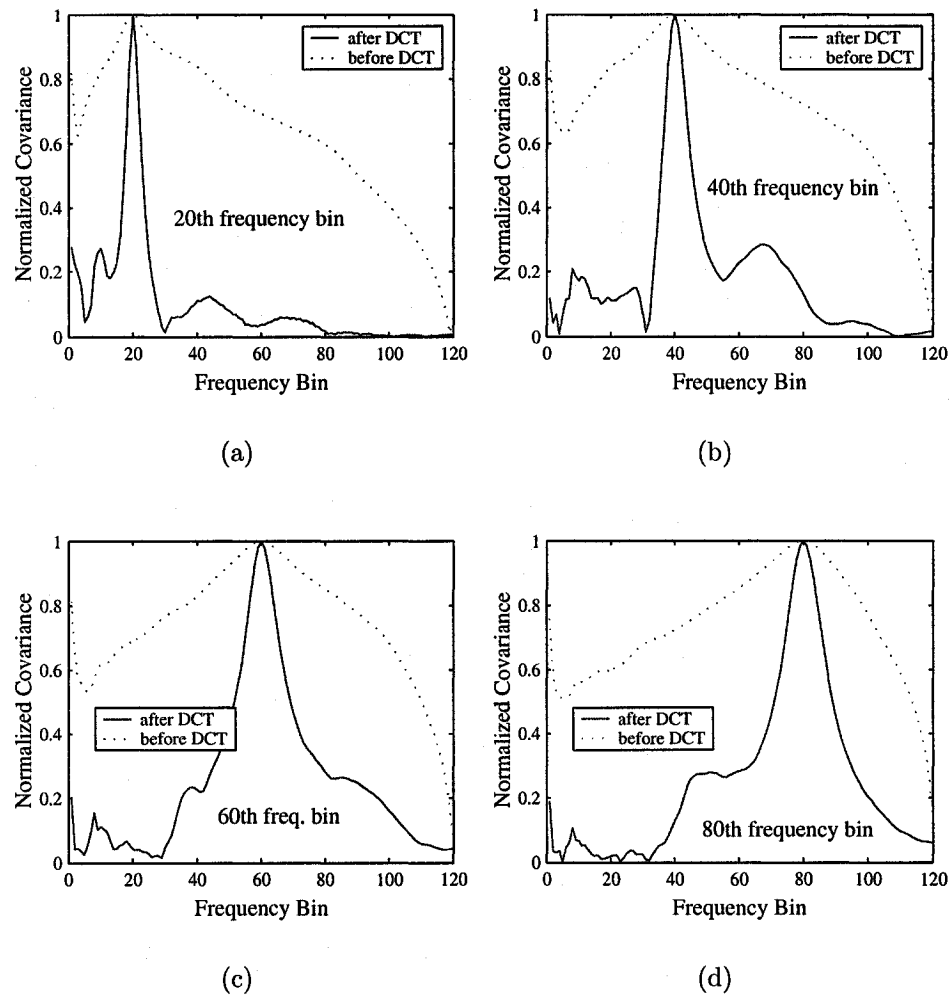 1
0.8
0.6
0.4
0.2
0
Normalized Covariance
after DCT
before DCT
20th frequency bin
0 20 40 60 80 100 120
Frequency Bin
(a)
1
0.8
0.6
0.4
0.2
0
Normalized Covariance
after DCT
before DCT
40th frequency bin
0 20 40 60 80 100 120
Frequency Bin
(b)
1
0.8
0.6
0.4
0.2
0
Normalized Covariance
after DCT
before DCT
60th freq. bin
0 20 40 60 80 100 120
Frequency Bin
(c)
1
0.8
0.6
0.4
0.2
0
Normalized Covariance
after DCT
before DCT
80th frequency bin
0 20 40 60 80 100 120
Frequency Bin
(d)